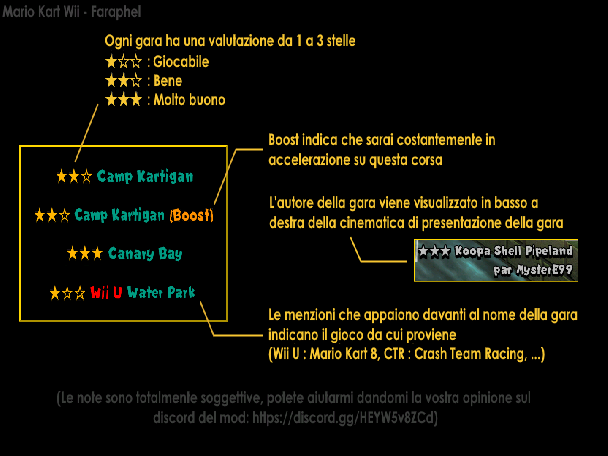 Mario Kart Wii - Faraphel
Ogni gara ha una valutazione da 1 a 3 stelle
★☆☆ : Giocabile
★★☆ : Bene
★★★ : Molto buono
Boost indica che sarai costantemente in
accelerazione su questa corsa
★★☆ Camp Kartigan
★★☆ Camp Kartigan (Boost)
★★★ Canary Bay
★☆☆ Wii U Water Park
L'autore della gara viene visualizzato in basso a
destra della cinematica di presentazione della gara
★★★ Koopa Shell Pipeland
par MysterE99
Le menzioni che appaiono davanti al nome della gara
indicano il gioco da cui proviene
(Wii U : Mario Kart 8, CTR : Crash Team Racing, ...)
(Le note sono totalmente soggettive, potete aiutarmi dandomi la vostra opinione sul
discord del mod: https://discord.gg/HEYW5v8ZCd)